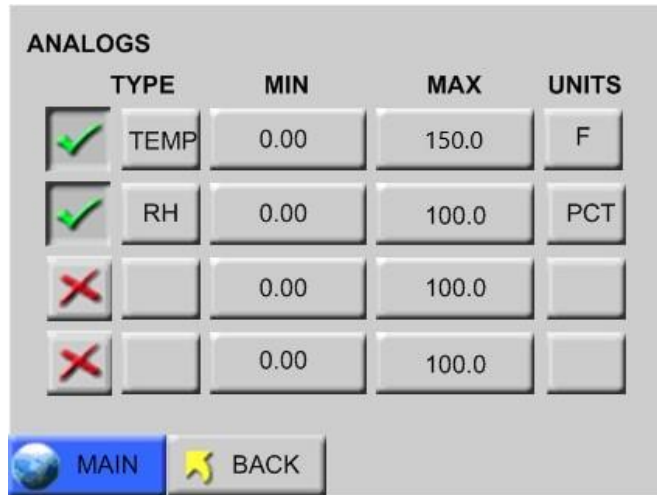 ANALOGS
TYPE MIN MAX UNITS
TEMP 0.00 150.0 F
RH 0.00 100.0 PCT
0.00 100.0
0.00 100.0
MAIN BACK